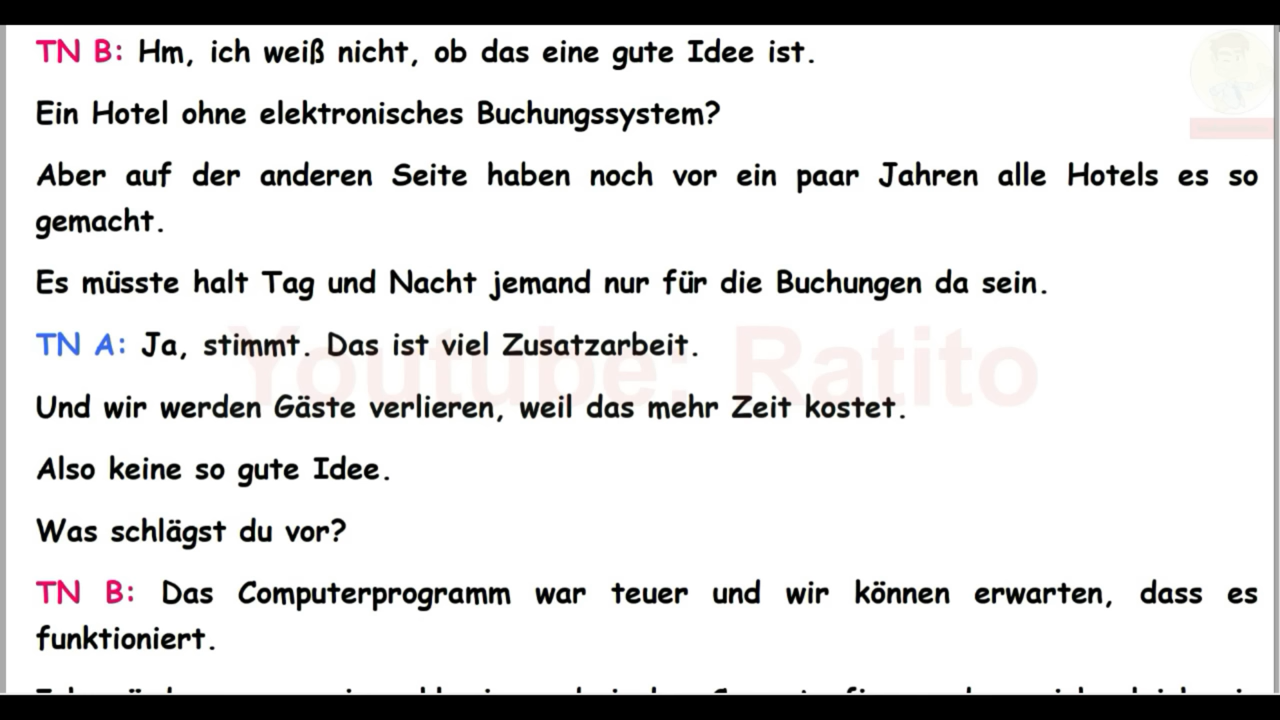 TN B: Hm, ich weiß nicht, ob das eine gute Idee ist.
Ein Hotel ohne elektronisches Buchungssystem?
Aber auf der anderen Seite haben noch vor ein paar Jahren alle Hotels es so
gemacht.
Es müsste halt Tag und Nacht jemand nur für die Buchungen da sein.
TN A: Ja, stimmt. Das ist viel Zusatzarbeit.
Youtube: Ratito
Und wir werden Gäste verlieren, weil das mehr Zeit kostet.
Also keine so gute Idee.
Was schlägst du vor?
TN B: Das Computerprogramm war teuer und wir können erwarten, dass es
funktioniert.